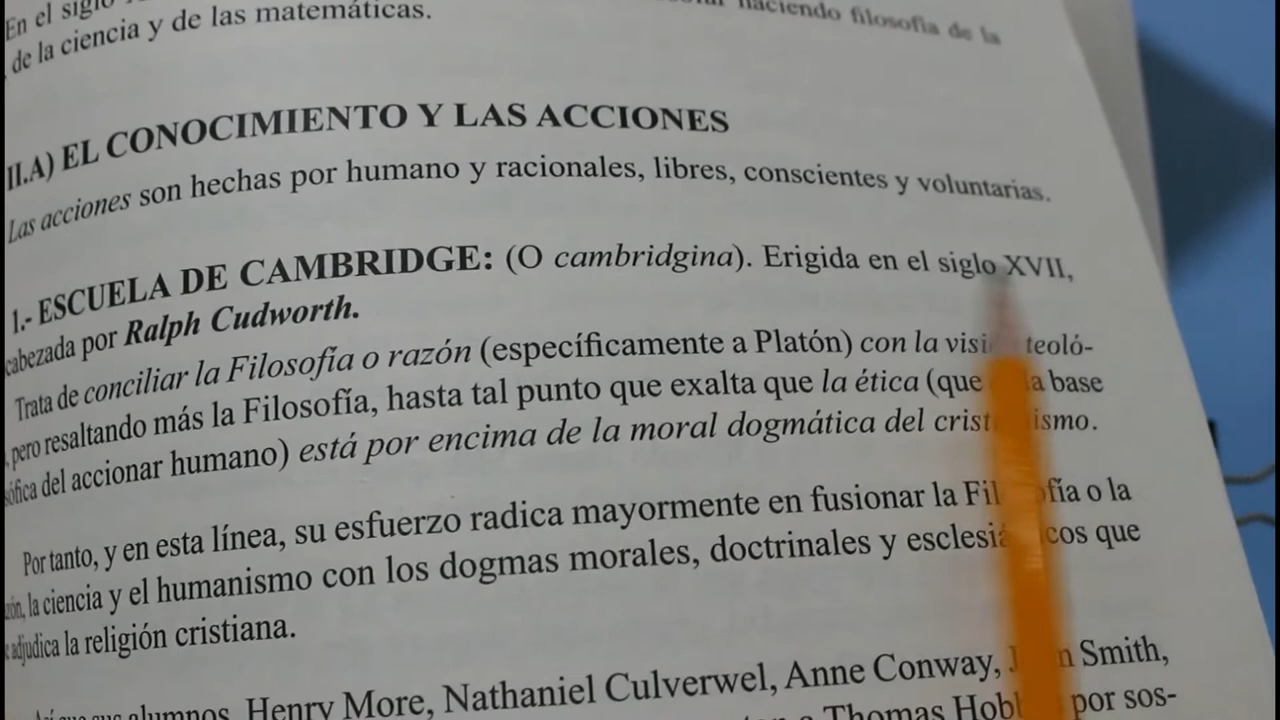 En el siglo haciendo filosofía de la
de la ciencia y de las matemáticas.
II.A) EL CONOCIMIENTO Y LAS ACCIONES
Las acciones son hechas por humano y racionales, libres, conscientes y voluntarias.
1.- ESCUELA DE CAMBRIDGE: (O cambridgina). Erigida en el siglo XVII,
cabezada por Ralph Cudworth.
Trata de conciliar la Filosofía o razón (específicamente a Platón) con la visi teoló-
, pero resaltando más la Filosofía, hasta tal punto que exalta que la ética (que a base
sófica del accionar humano) está por encima de la moral dogmática del crist ismo.
Por tanto, y en esta línea, su esfuerzo radica mayormente en fusionar la Fil fía o la
zón, la ciencia y el humanismo con los dogmas morales, doctrinales y esclesiá cos que
adjudica la religión cristiana.
alumnos, Henry More, Nathaniel Culverwel, Anne Conway, J n Smith,
a Thomas Hobb por sos-